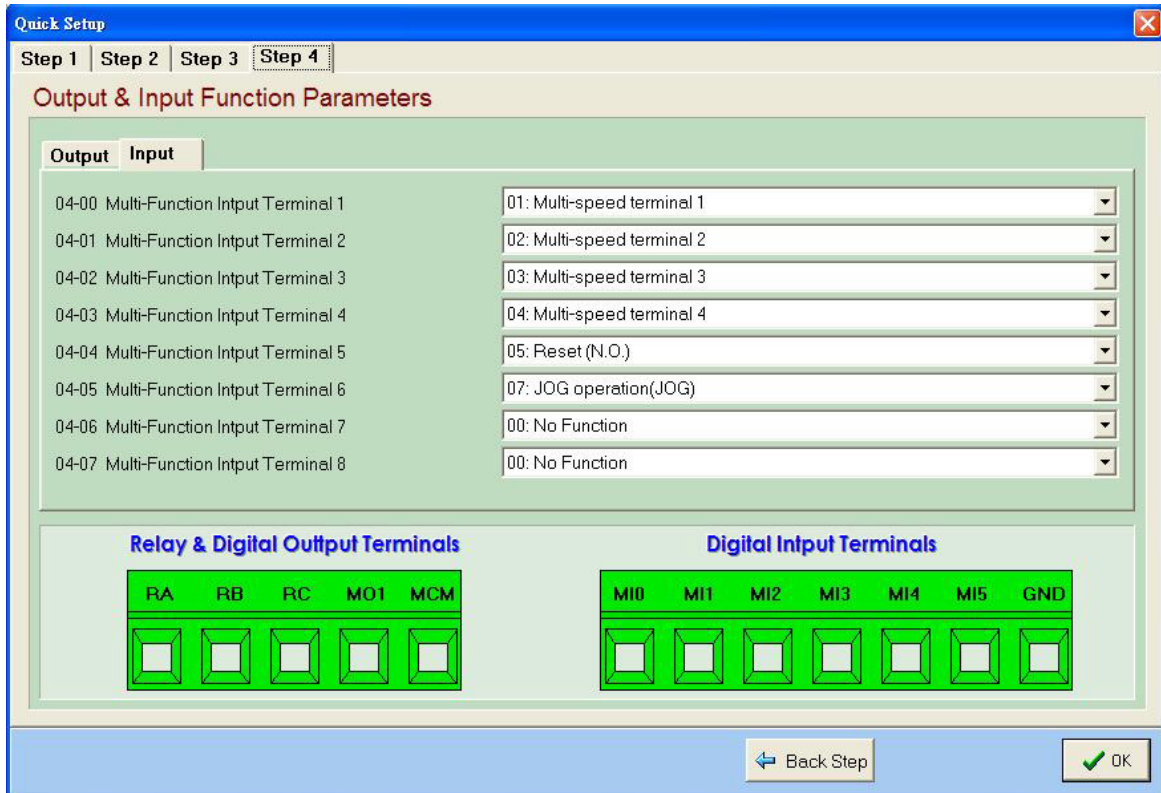 Quick Setup
Step 1 Step 2 Step 3 Step 4
Output & Input Function Parameters
Output Input
04-00 Multi-Function Intput Terminal 1 01: Multi-speed terminal 1
04-01 Multi-Function Intput Terminal 2 02: Multi-speed terminal 2
04-02 Multi-Function Intput Terminal 3 03: Multi-speed terminal 3
04-03 Multi-Function Intput Terminal 4 04: Multi-speed terminal 4
04-04 Multi-Function Intput Terminal 5 05: Reset (N.O.)
04-05 Multi-Function Intput Terminal 6 07: JOG operation(JOG)
04-06 Multi-Function Intput Terminal 7 00: No Function
04-07 Multi-Function Intput Terminal 8 00: No Function
Relay & Digital Outtput Terminals
RA RB RC MO1 MCM
Digital Intput Terminals
MI0 MI1 MI2 MI3 MI4 MI5 GND
Back Step
OK